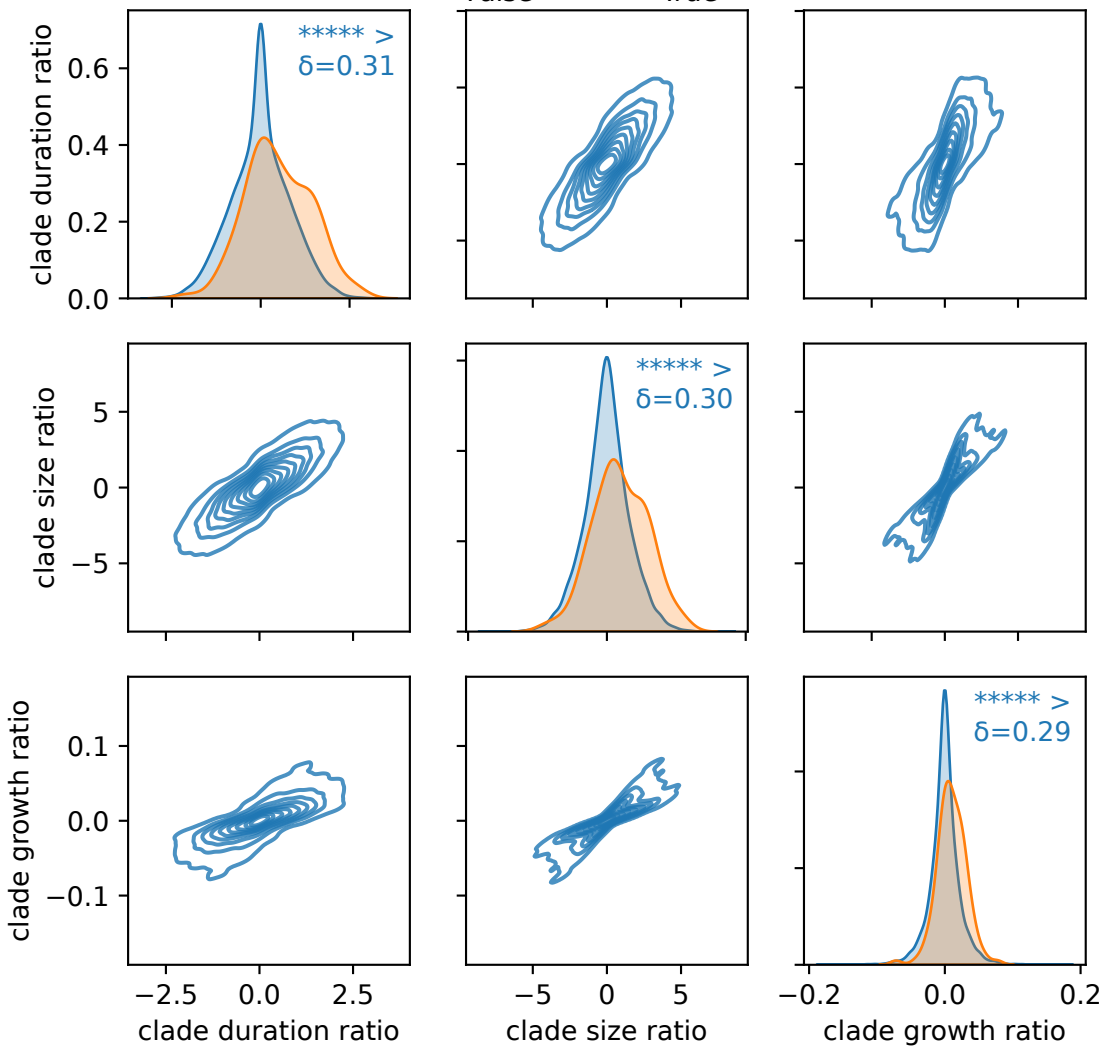 ***** >
δ=0.31
clade duration ratio
0.6
0.4
0.2
0.0
***** >
δ=0.30
clade size ratio
5
0
−5
***** >
δ=0.29
clade growth ratio
0.1
0.0
−0.1
−2.5 0.0 2.5
−5 0 5
−0.2 0.0 0.2
clade duration ratio
clade size ratio
clade growth ratio